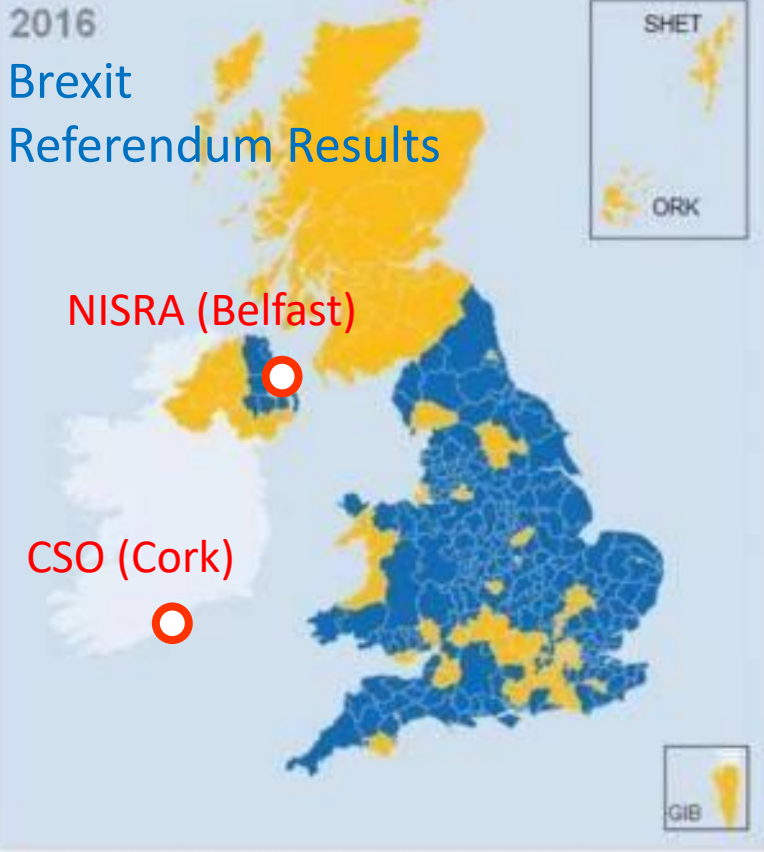 2016
Brexit
Referendum Results
SHET
ORK
NISRA (Belfast)
CSO (Cork)
GIB